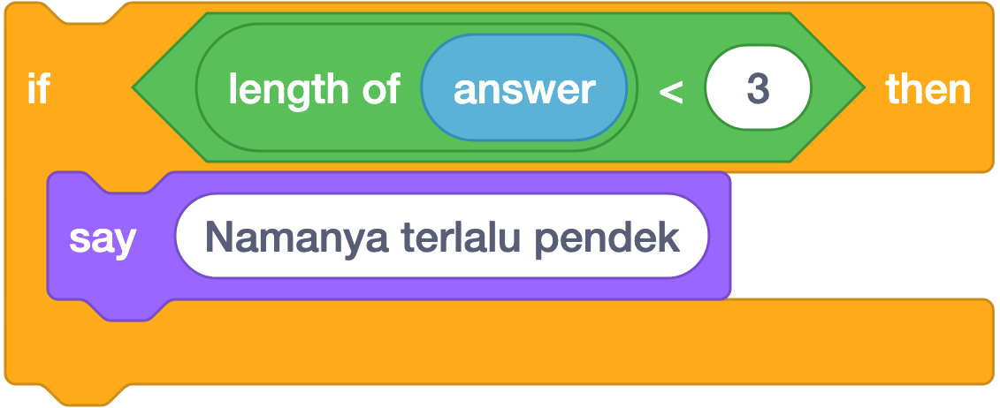 if length of answer < 3 then
say Namanya terlalu pendek